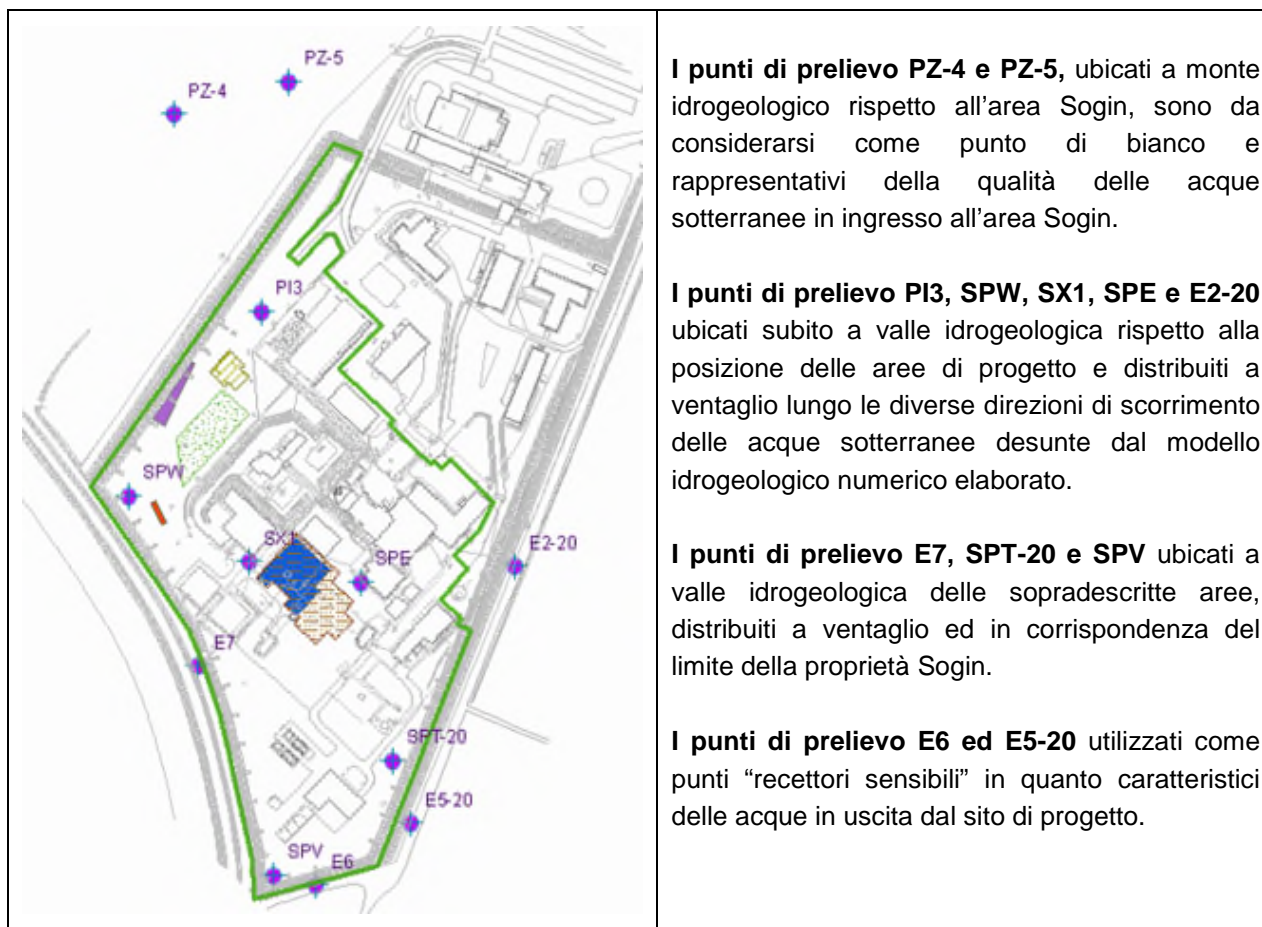 PZ-5
PZ-4
PI3
SPW
SX1
SPE
E2-20
E7
SPT-20
E5-20
SPV
E6
I punti di prelievo PZ-4 e PZ-5, ubicati a monte
idrogeologico rispetto all'area Sogin, sono da
considerarsi come punto di bianco e
rappresentativi della qualità delle acque
sotterranee in ingresso all'area Sogin.
I punti di prelievo PI3, SPW, SX1, SPE e E2-20
ubicati subito a valle idrogeologica rispetto alla
posizione delle aree di progetto e distribuiti a
ventaglio lungo le diverse direzioni di scorrimento
delle acque sotterranee desunte dal modello
idrogeologico numerico elaborato.
I punti di prelievo E7, SPT-20 e SPV ubicati a
valle idrogeologica delle sopradescritte aree,
distribuiti a ventaglio ed in corrispondenza del
limite della proprietà Sogin.
I punti di prelievo E6 ed E5-20 utilizzati come
punti "recettori sensibili" in quanto caratteristici
delle acque in uscita dal sito di progetto.